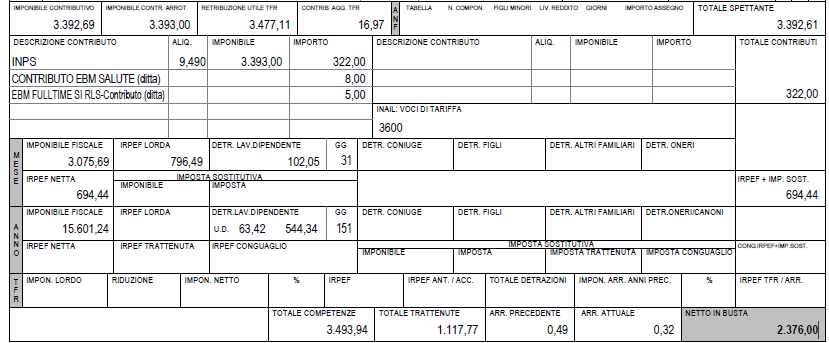 IMPONIBILE CONTRIBUTIVO IMPONIBILE CONTR. ARROT. RETRIBUZIONE UTILE TFR CONTRIB. AGG. TFR ANF TABELLA N. COMPON. FIGLI MINORI LIV. REDDITO GIORNI IMPORTO ASSEGNO TOTALE SPETTANTE
3.392,69 3.393,00 3.477,11 16,97 3.392,61
DESCRIZIONE CONTRIBUTO ALIQ. IMPONIBILE IMPORTO DESCRIZIONE CONTRIBUTO ALIQ. IMPONIBILE IMPORTO TOTALE CONTRIBUTI
INPS 9,490 3.393,00 322,00
CONTRIBUTO EBM SALUTE (ditta) 8,00
EBM FULLTIME SI RLS-Contributo (ditta) 5,00 322,00
INAIL: VOCI DI TARIFFA
3600
MESE IMPONIBILE FISCALE IRPEF LORDA DETR. LAV.DIPENDENTE GG DETR. CONIUGE DETR. FIGLI DETR. ALTRI FAMILIARI DETR. ONERI
3.075,69 796,49 102,05 31
IRPEF NETTA IMPOSTA SOSTITUTIVA IRPEF + IMP. SOST.
IMPONIBILE IMPOSTA
694,44 694,44
ANNO IMPONIBILE FISCALE IRPEF LORDA DETR.LAV.DIPENDENTE GG DETR. CONIUGE DETR. FIGLI DETR. ALTRI FAMILIARI DETR.ONERI/CANONI
15.601,24 U.D. 63,42 544,34 151
IRPEF NETTA IRPEF TRATTENUTA IRPEF CONGUAGLIO IMPOSTA SOSTITUTIVA CONG.IRPEF+IMP.SOST.
IMPONIBILE IMPOSTA IMPOSTA TRATTENUTA IMPOSTA CONGUAGLIO
TFR IMPON. LORDO RIDUZIONE IMPON. NETTO % IRPEF IRPEF ANT. / ACC. TOTALE DETRAZIONI IMPON. ARR. ANNI PREC. % IRPEF TFR / ARR.
TOTALE COMPETENZE TOTALE TRATTENUTE ARR. PRECEDENTE ARR. ATTUALE NETTO IN BUSTA
3.493,94 1.117,77 0,49 0,32 2.376,00